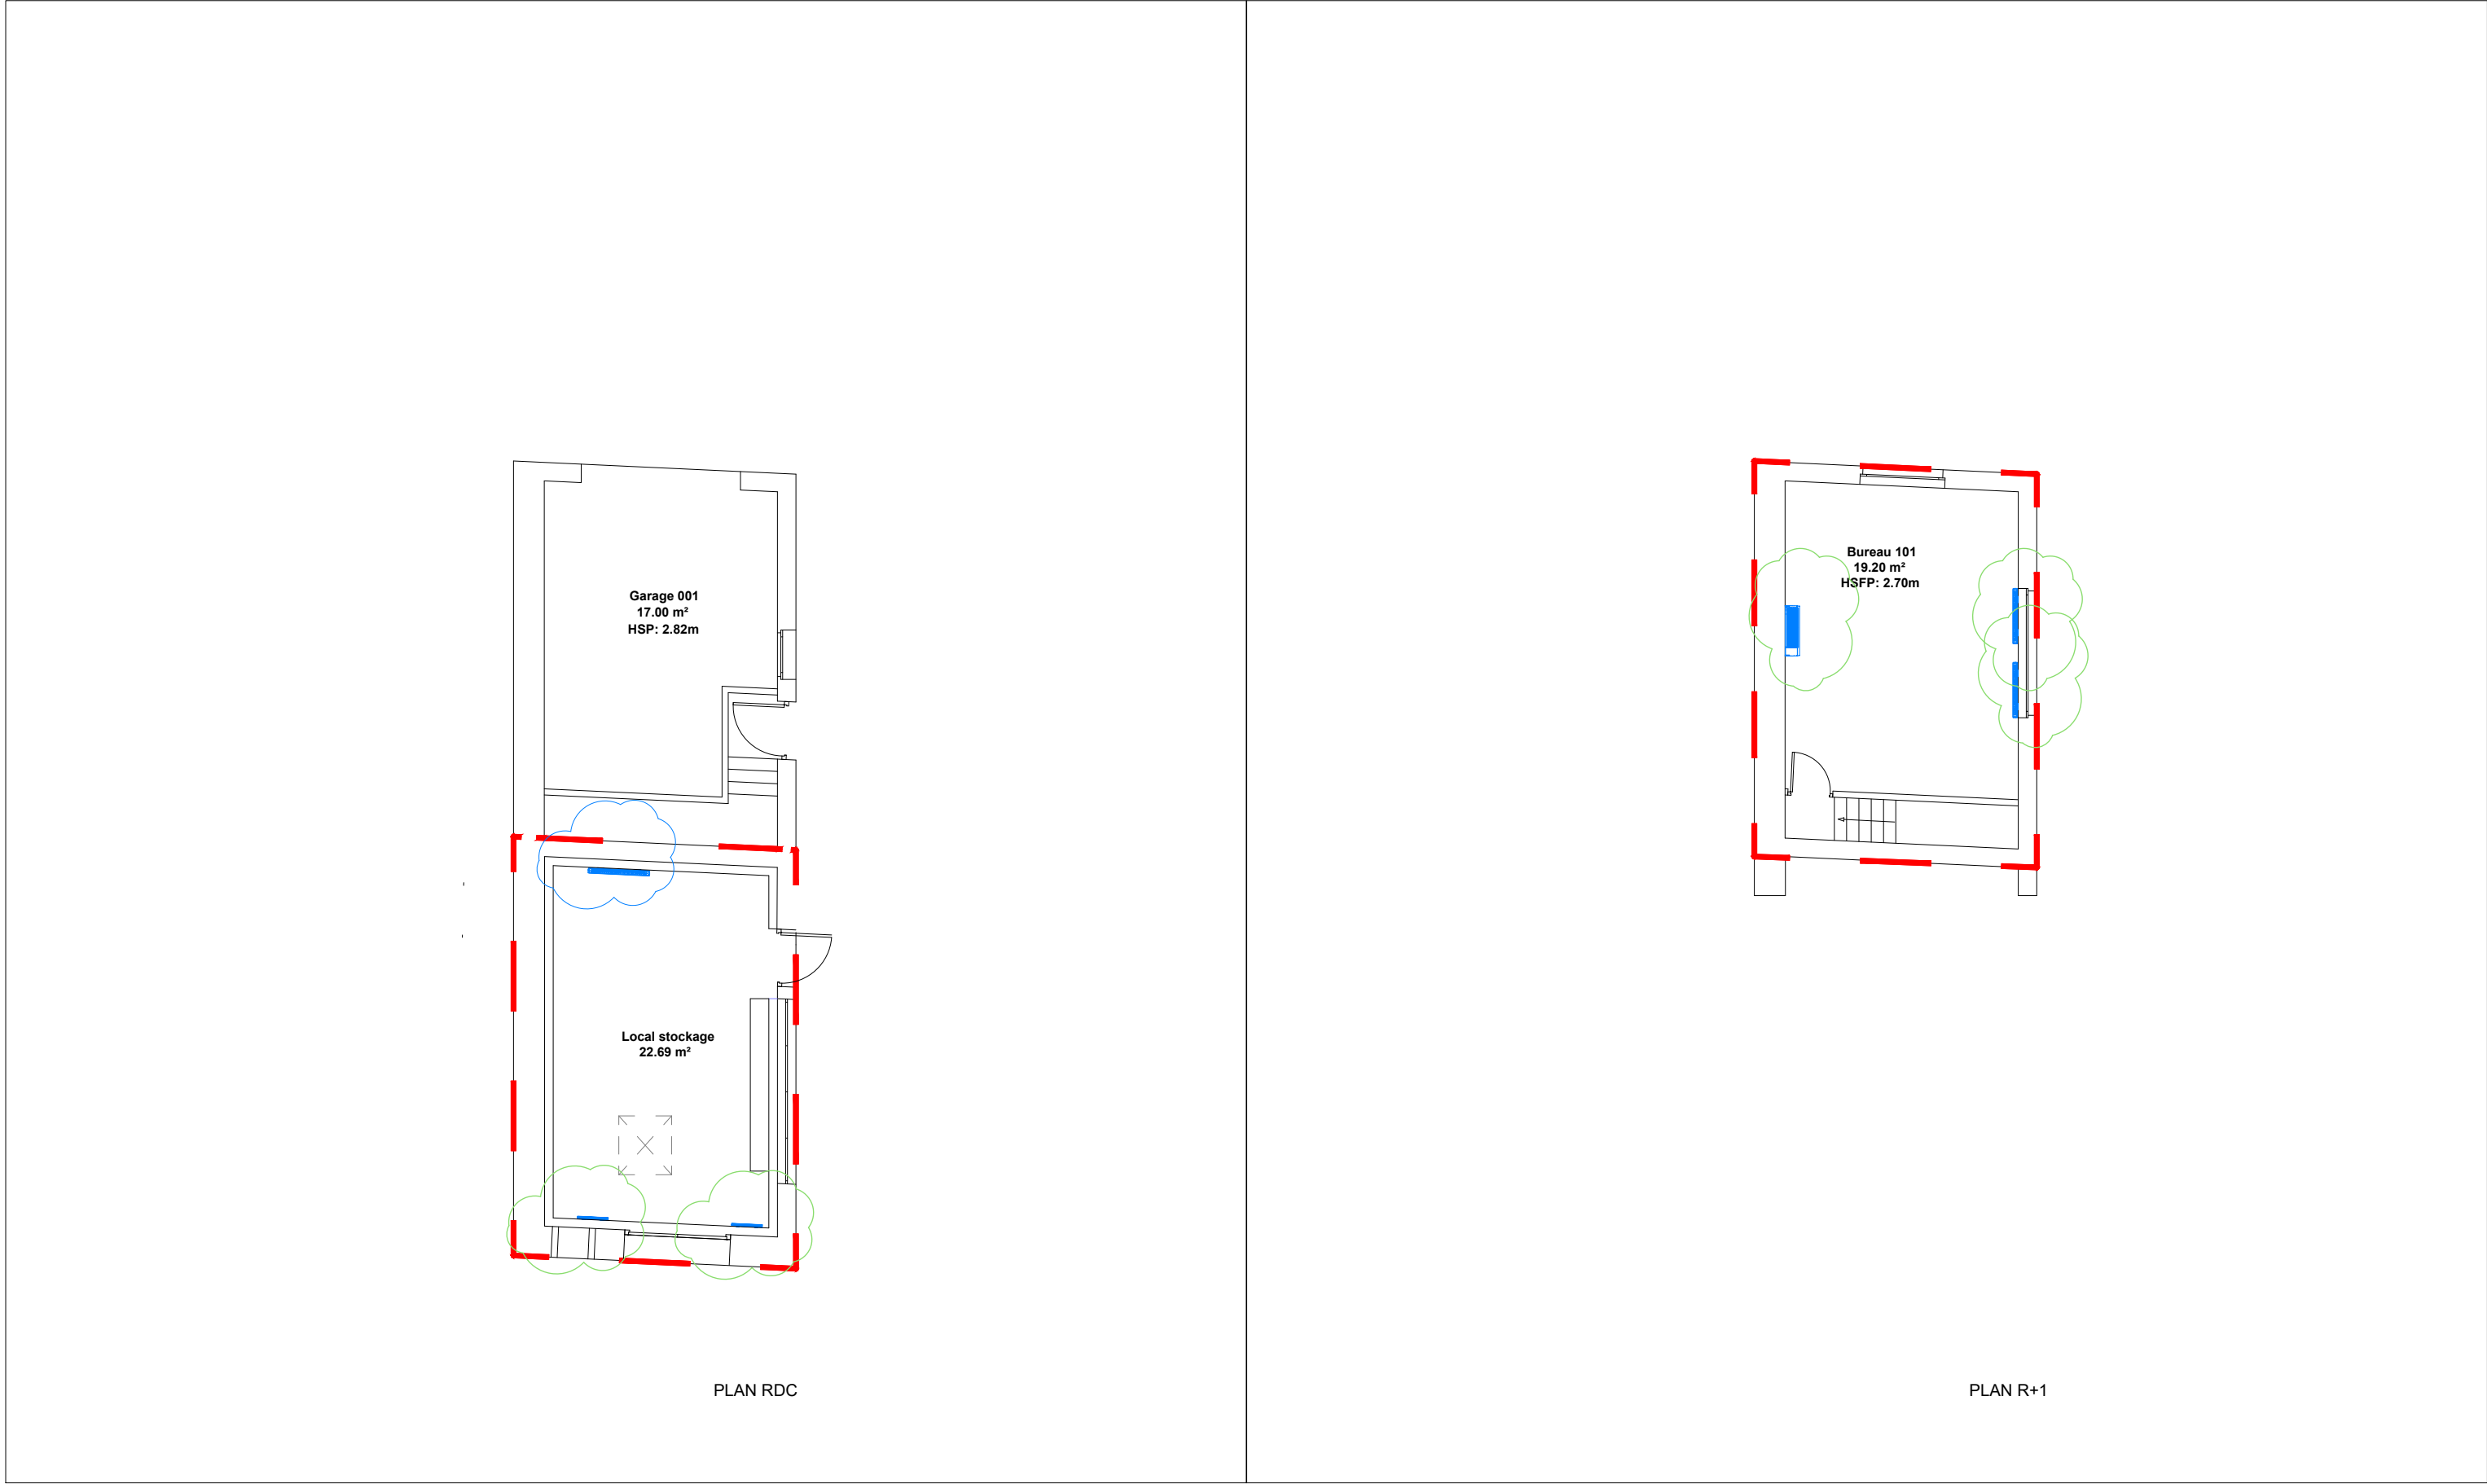 Garage 001
17.00 m²
HSP: 2.82m
Local stockage
22.69 m²
PLAN RDC
Bureau 101
19.20 m²
HSFP: 2.70m
PLAN R+1